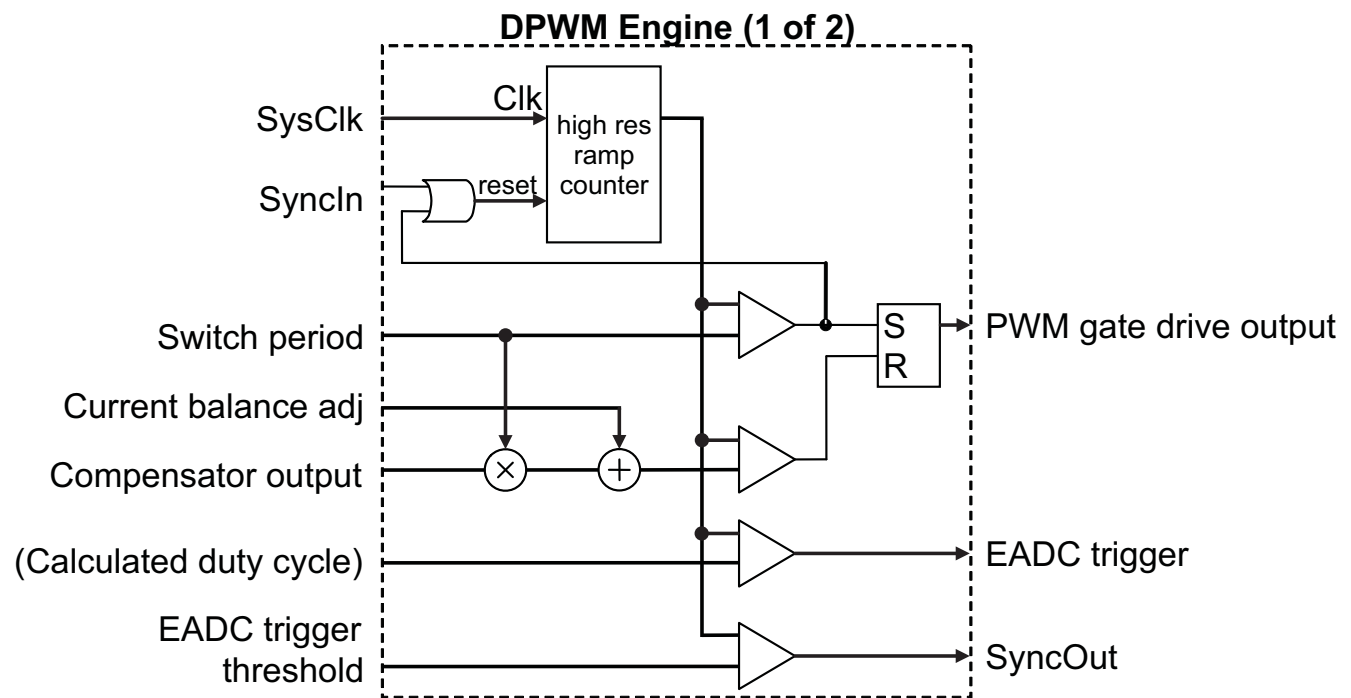 DPWM Engine (1 of 2)
SysClk
Clk
high res
ramp
counter
SyncIn
reset
Switch period
S
R
PWM gate drive output
Current balance adj
Compensator output
×
+
(Calculated duty cycle)
EADC trigger
EADC trigger
threshold
SyncOut